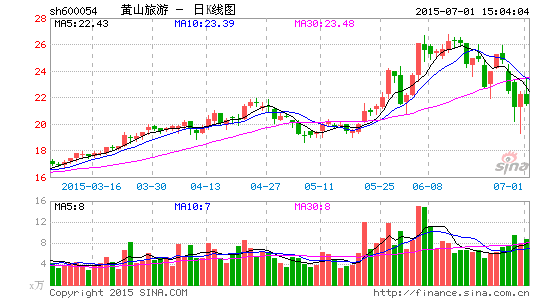 sh600054 黄山旅游 - 日K线图 2015-07-01 15:04:04
MA5:22.43 MA10:23.39 MA30:23.48
28
26
24
22
20
18
16
sina
2015-03-16 03-30 04-13 04-27 05-11 05-25 06-08 07-01
MA5:8 MA10:7 MA30:8
16
12
8
4
x万
Copyright 2015 SINA.COM http://finance.sina.com.cn